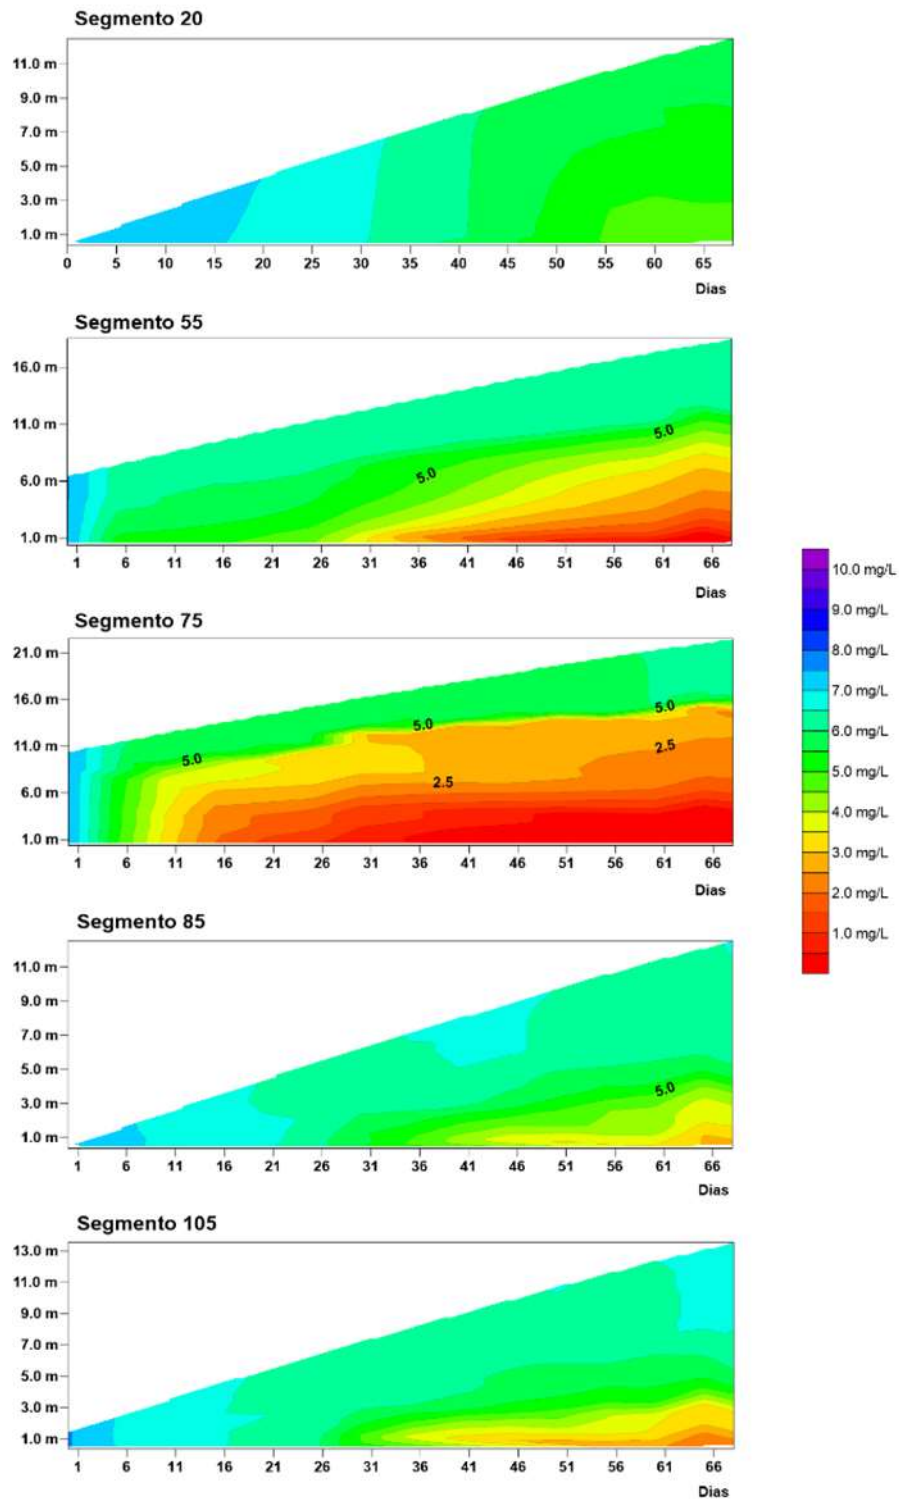 Segmento 20
11.0 m
9.0 m
7.0 m
5.0 m
3.0 m
1.0 m
0 5 10 15 20 25 30 35 40 45 50 55 60 65
Dias
Segmento 55
16.0 m
11.0 m
6.0 m
1.0 m
5.0
5.0
1 6 11 16 21 26 31 36 41 46 51 56 61 66
Dias
Segmento 75
21.0 m
16.0 m
11.0 m
6.0 m
1.0 m
5.0
5.0
5.0
2.5
2.5
1 6 11 16 21 26 31 36 41 46 51 56 61 66
Dias
Segmento 85
11.0 m
9.0 m
7.0 m
5.0 m
3.0 m
1.0 m
5.0
1 6 11 16 21 26 31 36 41 46 51 56 61 66
Dias
Segmento 105
13.0 m
11.0 m
9.0 m
7.0 m
5.0 m
3.0 m
1.0 m
1 6 11 16 21 26 31 36 41 46 51 56 61 66
Dias
10.0 mg/L
9.0 mg/L
8.0 mg/L
7.0 mg/L
6.0 mg/L
5.0 mg/L
4.0 mg/L
3.0 mg/L
2.0 mg/L
1.0 mg/L